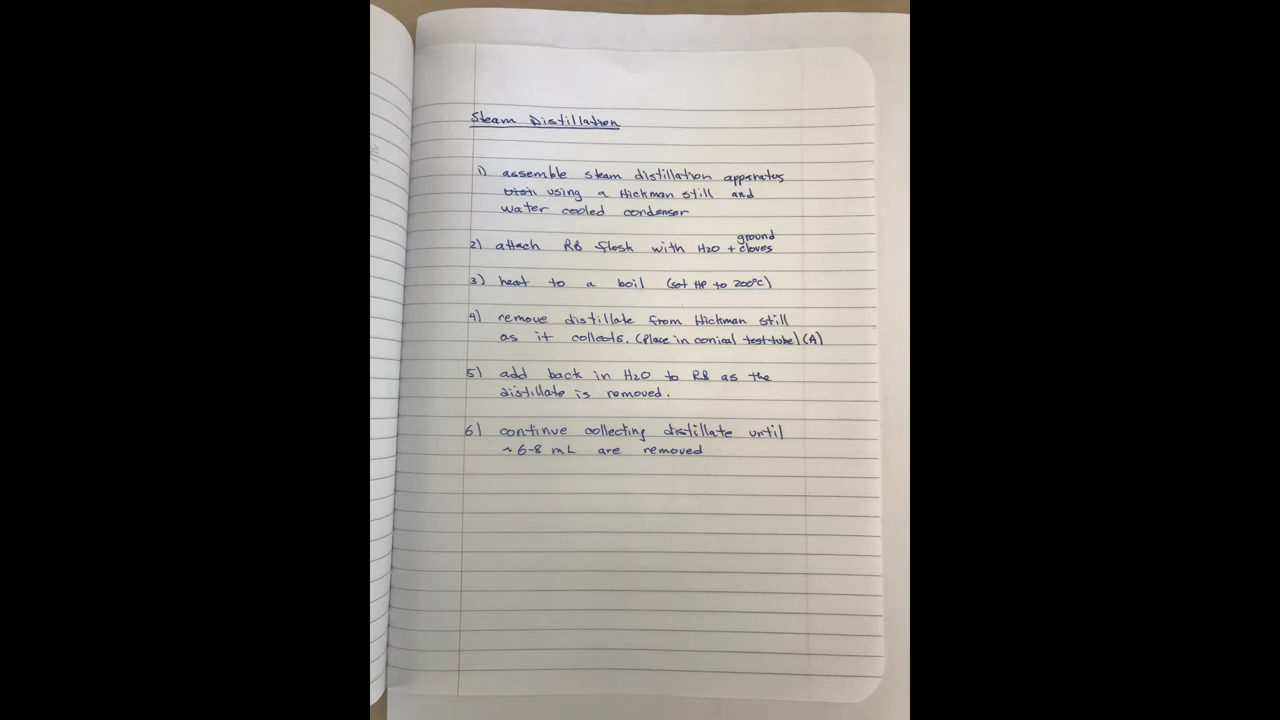 Steam Distillation
1) assemble steam distillation apparatus
using a Hickman still and
water cooled condenser
ground
2) attach RB flask with H2O + cloves
3) heat to a boil (set HP to 200°C)
4) remove distillate from Hickman still
as it collects. (Place in conical test tube) (A)
5) add back in H2O to RB as the
distillate is removed.
6) continue collecting distillate until
~ 6-8 mL are removed